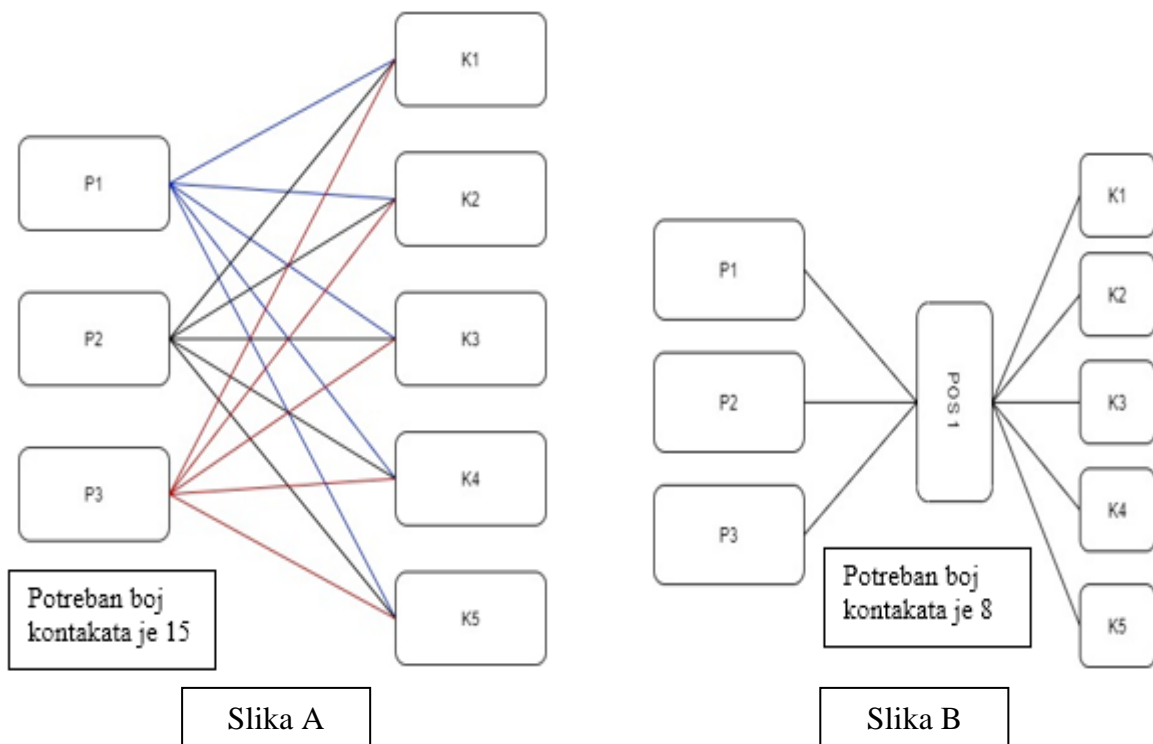 P1
P2
P3
K1
K2
K3
K4
K5
Potreban boj
kontakata je 15
Slika A
P1
P2
P3
POS 1
K1
K2
K3
K4
K5
Potreban boj
kontakata je 8
Slika B